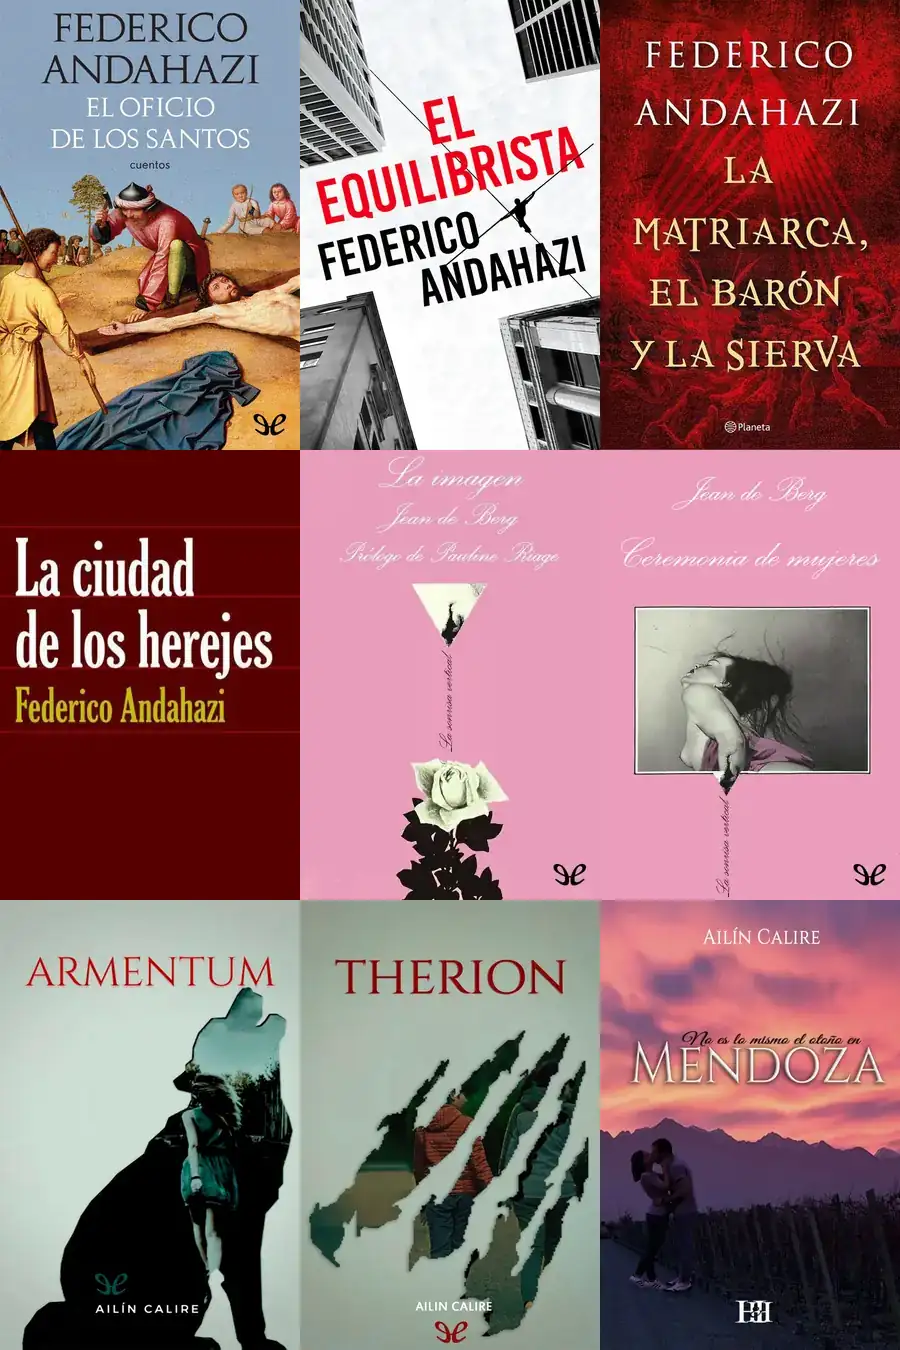 FEDERICO
ANDAHAZI
EL OFICIO
DE LOS SANTOS
cuentos
EL
EQUILIBRISTA
FEDERICO
ANDAHAZI
FEDERICO
ANDAHAZI
LA
MATRIARCA,
EL BARÓN
Y LA SIERVA
Planeta
La ciudad
de los herejes
Federico Andahazi
La imagen
Jean de Berg
Prólogo de Pauline Réage
La sonrisa vertical
Jean de Berg
Ceremonia de mujeres
La sonrisa vertical
ARMENTUM
AILÍN CALIRE
THERION
AILIN CALIRE
AILÍN CALIRE
No es lo mismo el otoño en
MENDOZA